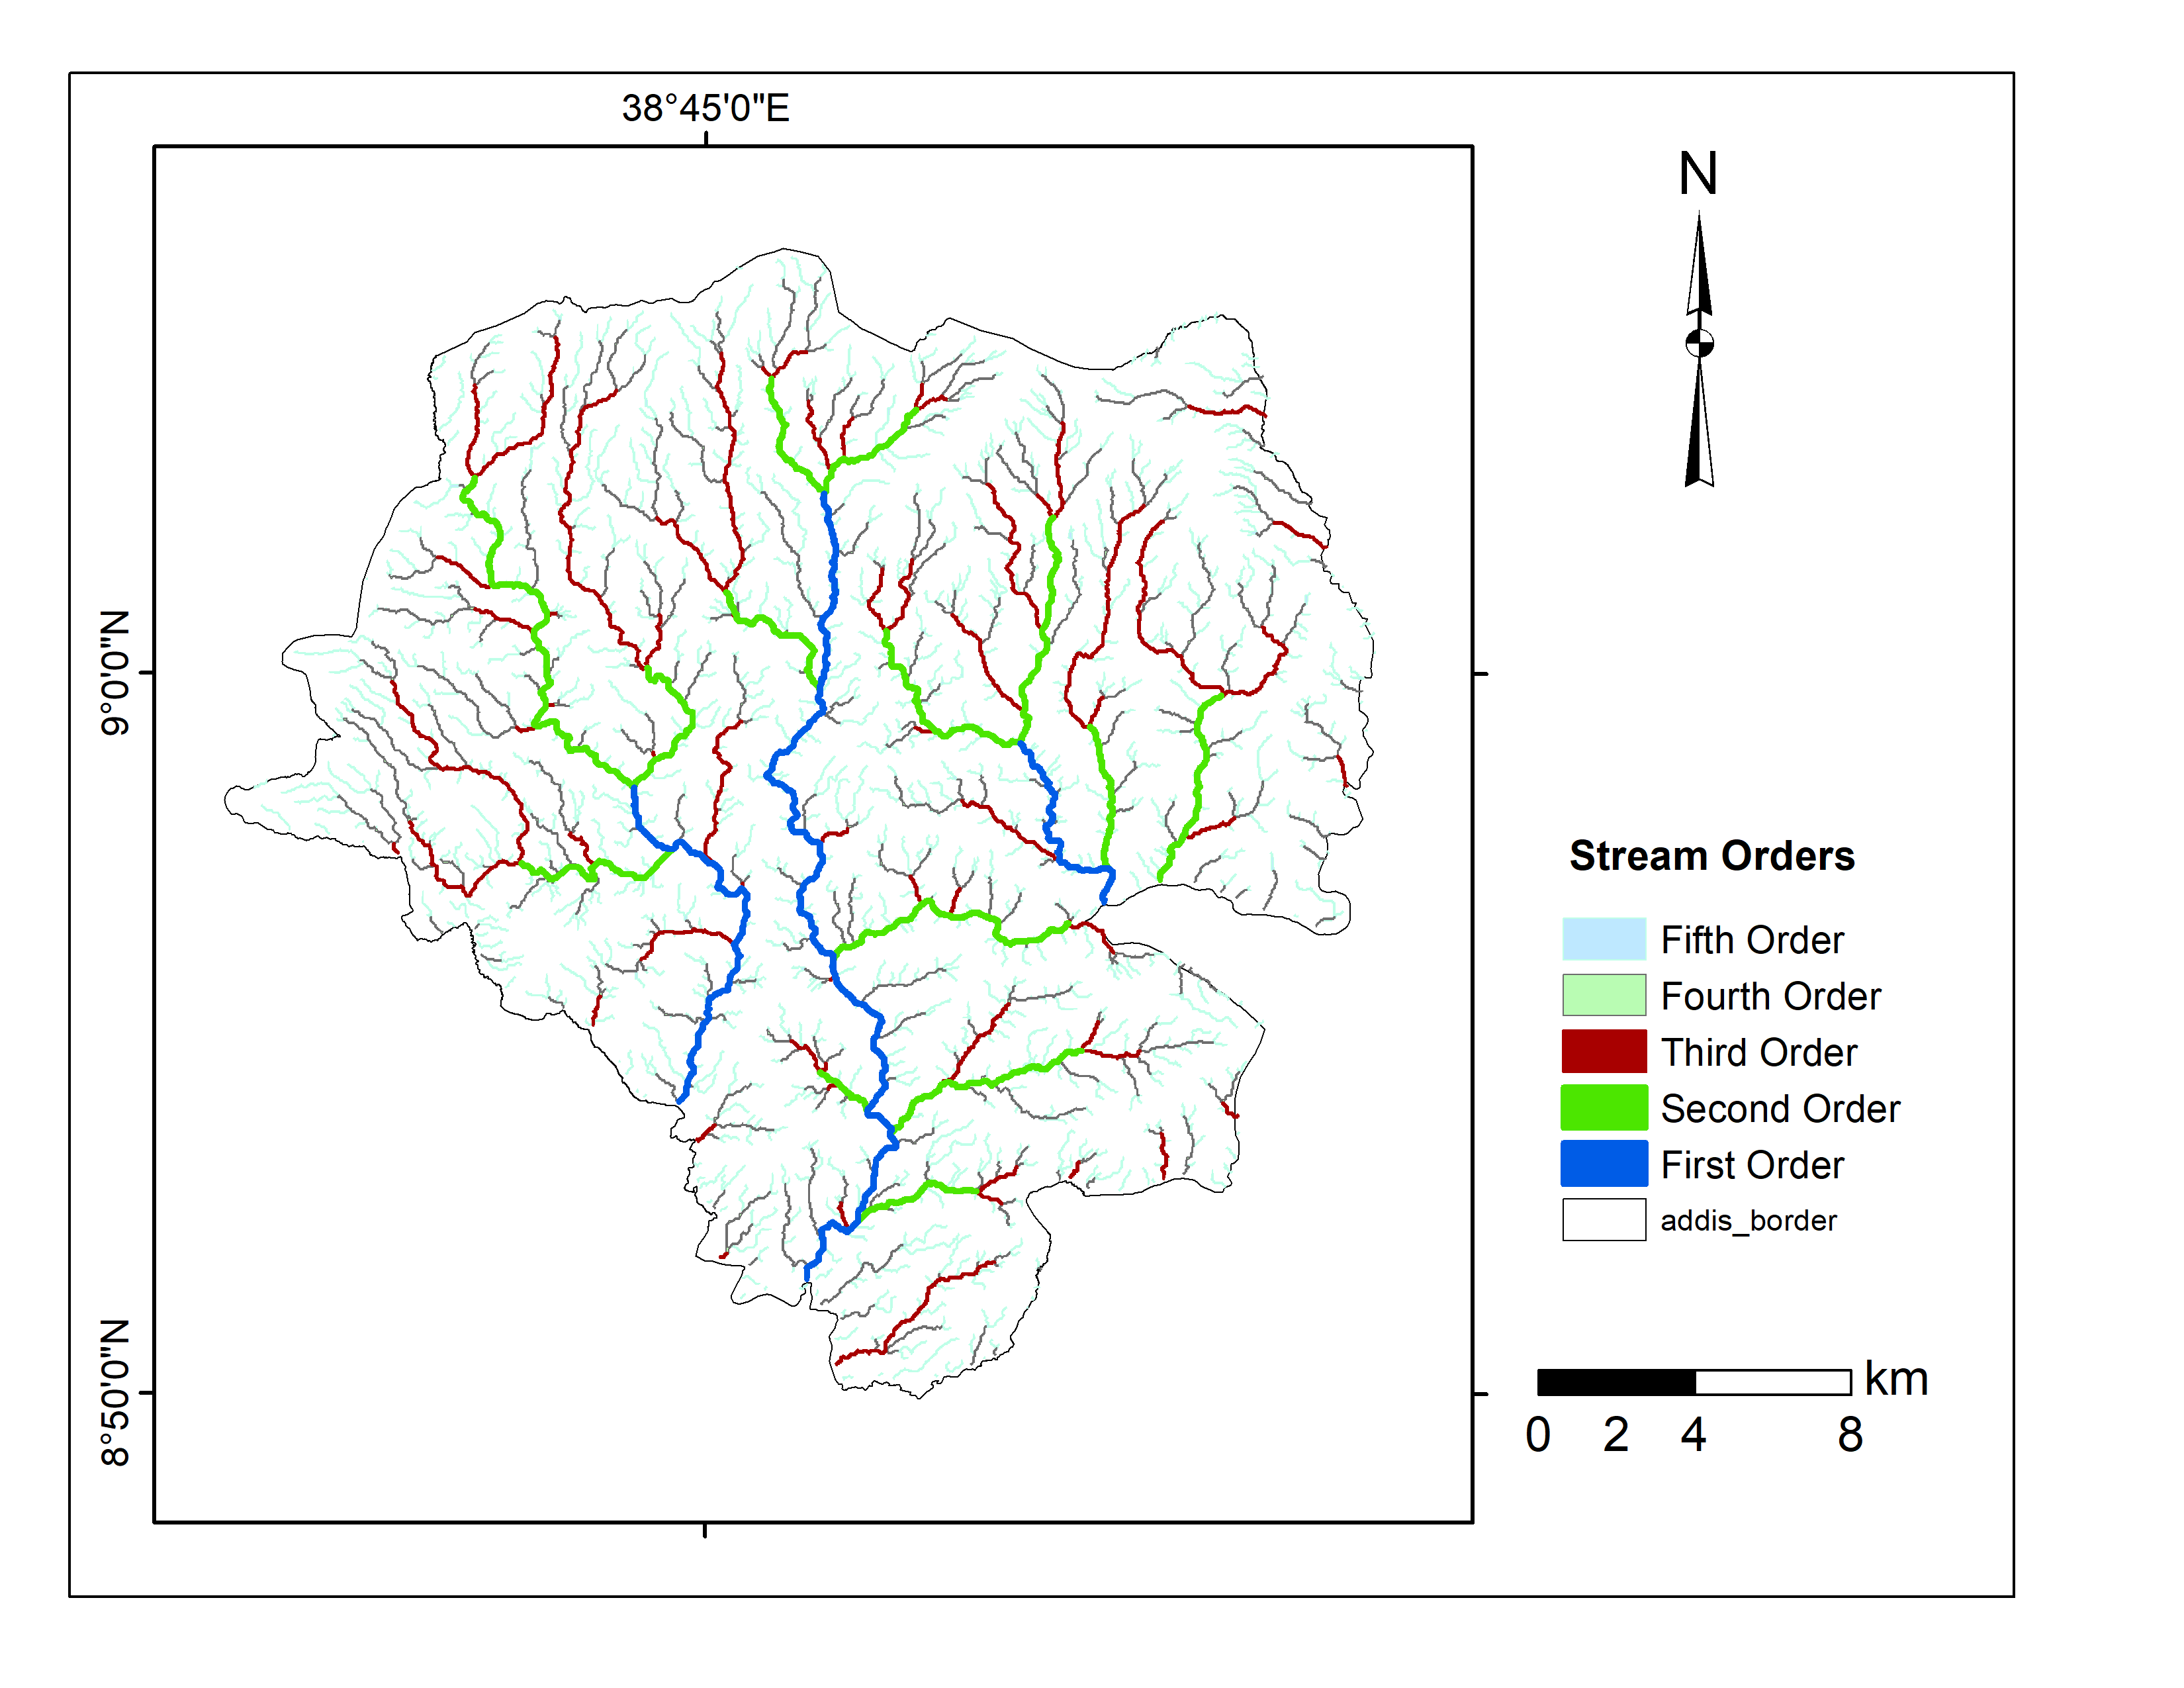 38°45'0"E
N
9°0'0"N
8°50'0"N
Stream Orders
Fifth Order
Fourth Order
Third Order
Second Order
First Order
addis_border
km
0 2 4 8